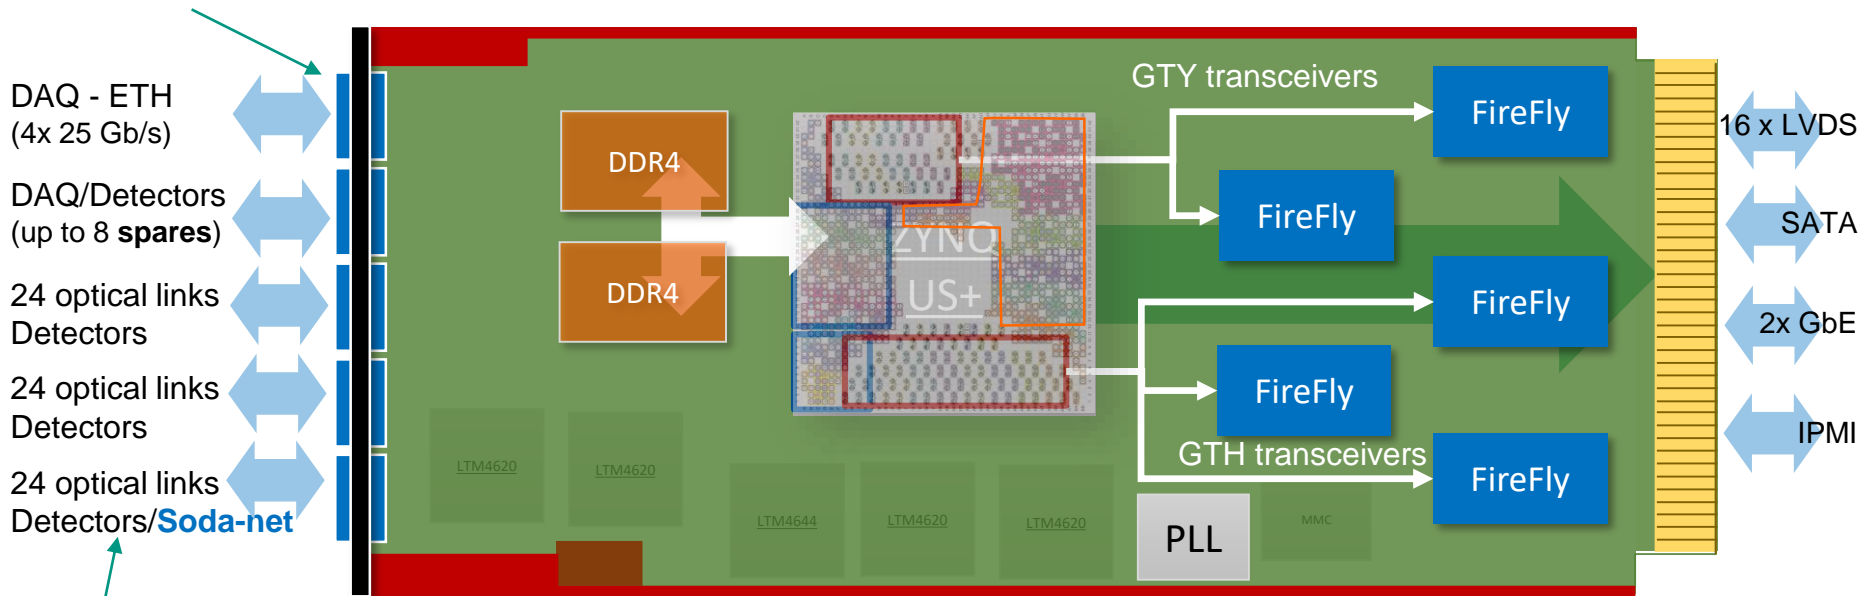 DAQ - ETH
(4x 25 Gb/s)
DAQ/Detectors
(up to 8 spares)
24 optical links
Detectors
24 optical links
Detectors
24 optical links
Detectors/Soda-net
DDR4
DDR4
ZYNQ
US+
GTY transceivers
FireFly
FireFly
FireFly
FireFly
GTH transceivers
FireFly
LTM4620
LTM4620
LTM4644
LTM4620
LTM4620
PLL
MMC
16 x LVDS
SATA
2x GbE
IPMI